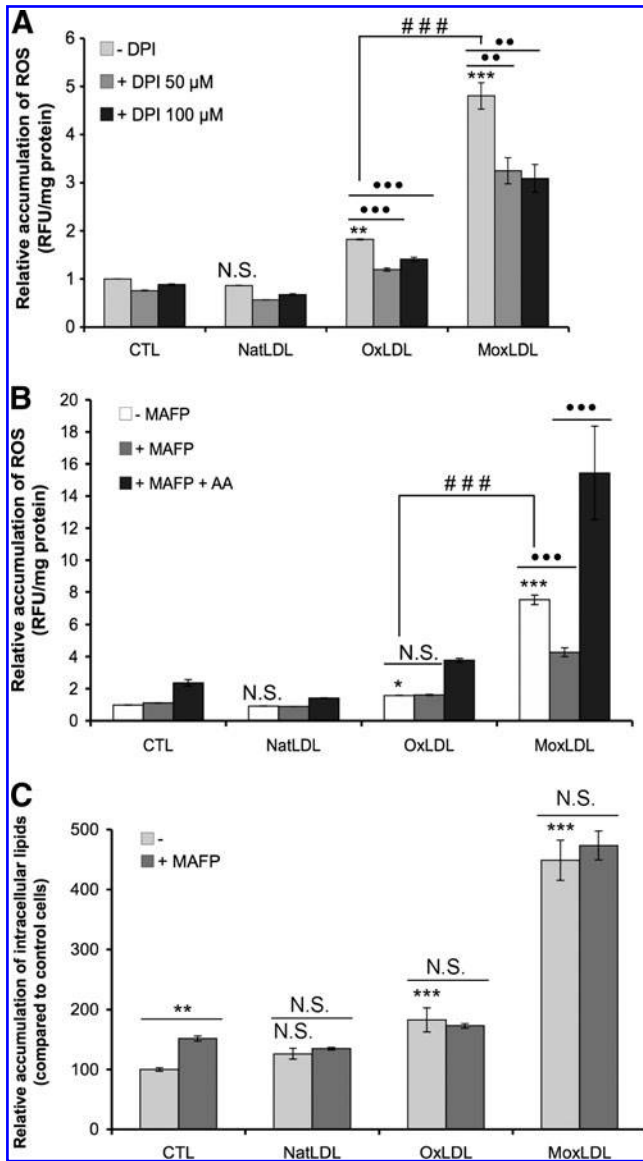 A
Relative accumulation of ROS
(RFU/mg protein)
6
5
4
3
2
1
0
- DPI
+ DPI 50 µM
+ DPI 100 µM
# # #
•• 
••
***
•••
•••
**
N.S.
CTL
NatLDL
OxLDL
MoxLDL
B
Relative accumulation of ROS
(RFU/mg protein)
20
18
16
14
12
10
8
6
4
2
0
- MAFP
+ MAFP
+ MAFP + AA
•••
# # #
•••
***
N.S.
*
N.S.
CTL
NatLDL
OxLDL
MoxLDL
C
Relative accumulation of intracellular lipids
(compared to control cells)
500
400
300
200
100
0
-
+ MAFP
N.S.
***
N.S.
***
N.S.
N.S.
**
CTL
NatLDL
OxLDL
MoxLDL